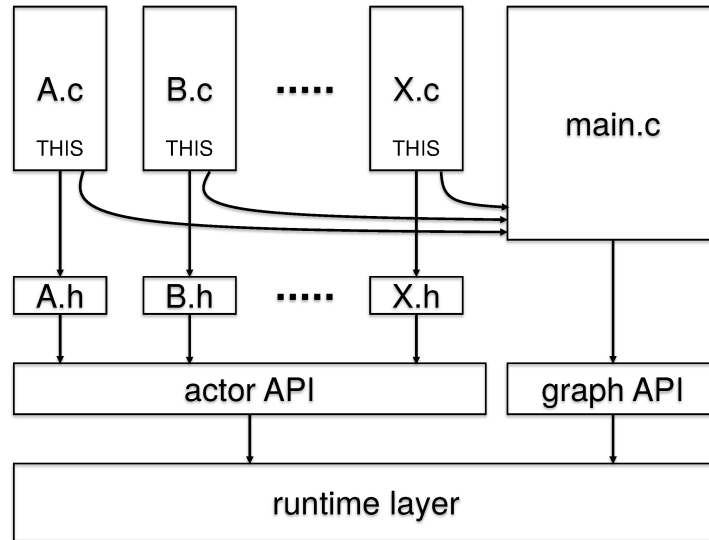 A.c
B.c
.....
X.c
main.c
THIS
THIS
THIS
A.h
B.h
.....
X.h
actor API
graph API
runtime layer